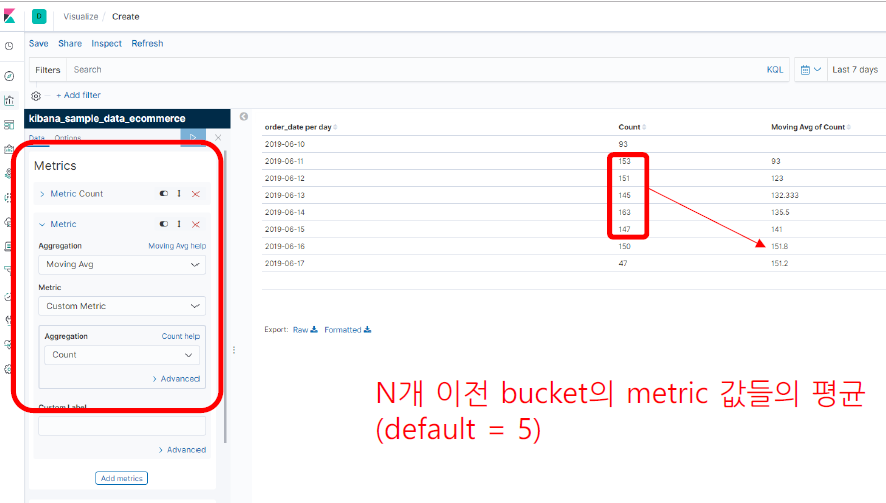 D
Visualize / Create
Save Share Inspect Refresh
Filters Search KQL Last 7 days
+ Add filter
kibana_sample_data_ecommerce
Data Options
Metrics
Metric Count
Metric
Aggregation Moving Avg help
Moving Avg
Metric
Custom Metric
Aggregation Count help
Count
Advanced
Custom Label
Advanced
Add metrics
order_date per day Count Moving Avg of Count
2019-06-10 93
2019-06-11 153 93
2019-06-12 151 123
2019-06-13 145 132.333
2019-06-14 163 135.5
2019-06-15 147 141
2019-06-16 150 151.8
2019-06-17 47 151.2
Export: Raw Formatted
N개 이전 bucket의 metric 값들의 평균
(default = 5)